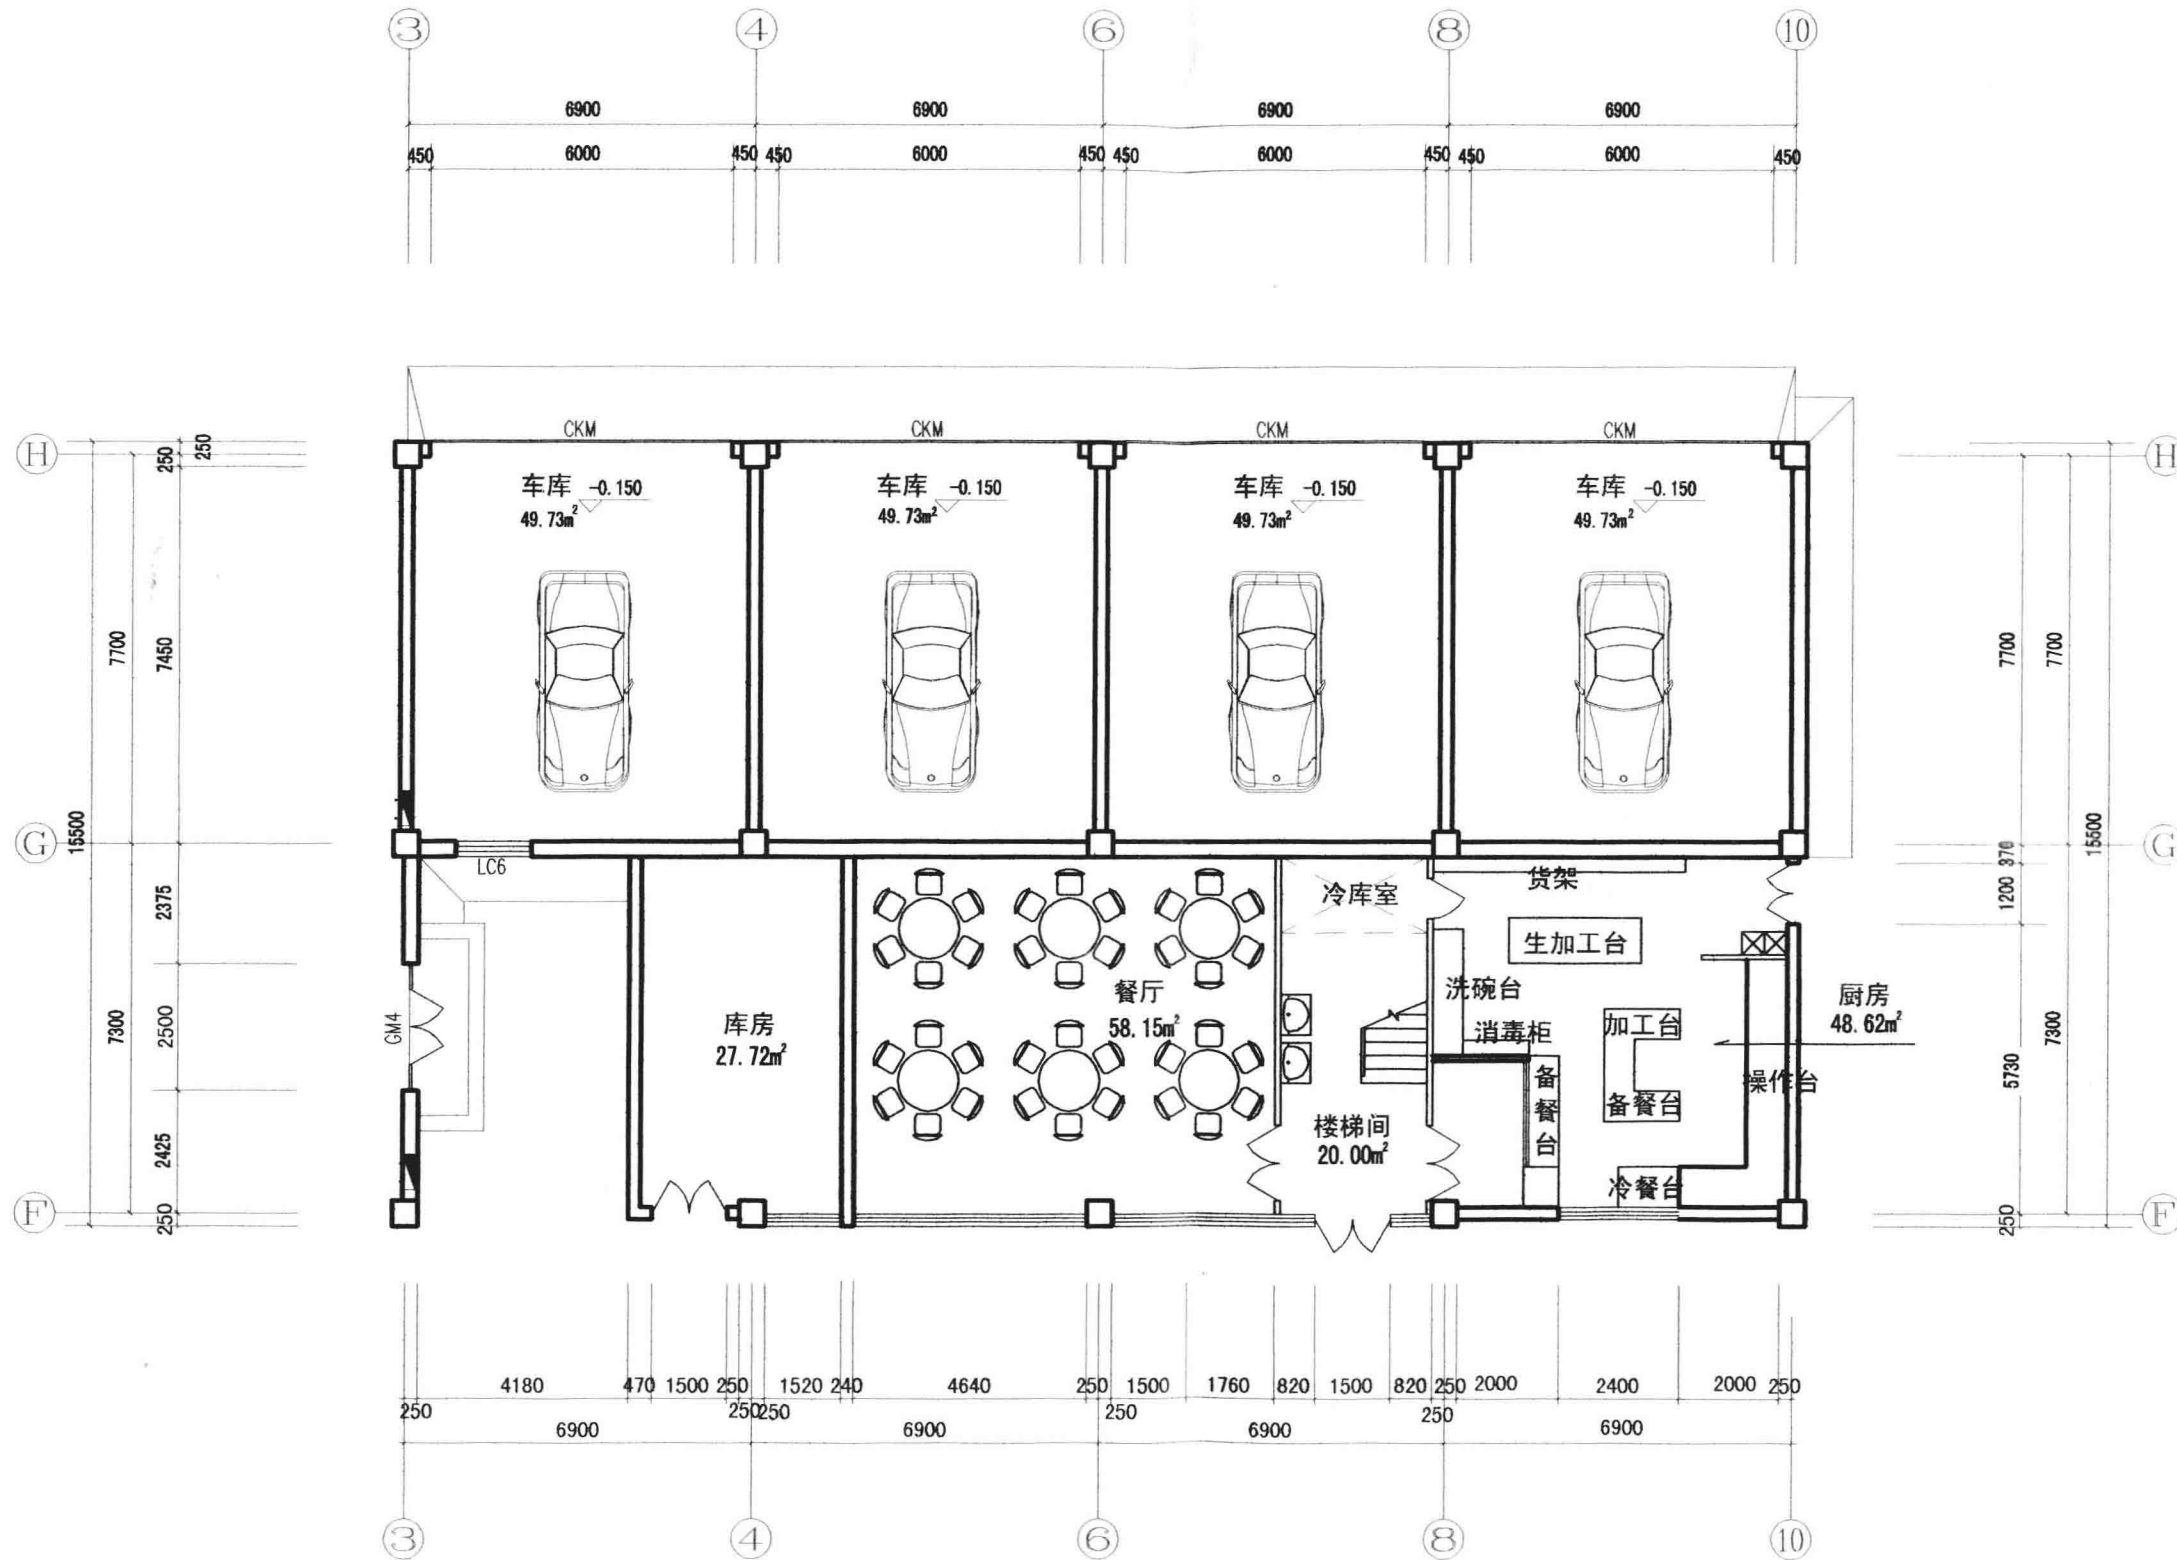 3 4 6 8 10
6900 6900 6900 6900
450 6000 450 450 6000 450 450 6000 450 450 6000 450
CKM CKM CKM CKM
H 250 250 H
车库 -0.150 车库 -0.150 车库 -0.150 车库 -0.150
49.73m² 49.73m² 49.73m² 49.73m²
7700 7450 7700 7700
15500 15500
G 370 G
LC6
2375 1200
冷库室 货架
生加工台
洗碗台
餐厅
58.15m²
厨房
48.62m²
7300 2500 GM4 7300
库房
27.72m²
消毒柜 加工台
5730
备餐台 备餐台 操作台
楼梯间
20.00m²
2425
冷餐台
F 250 250 F
4180 470 1500 250 1520 240 4640 250 1500 1760 820 1500 820 250 2000 2400 2000 250
250 250 250 250 250
6900 6900 6900 6900
3 4 6 8 10